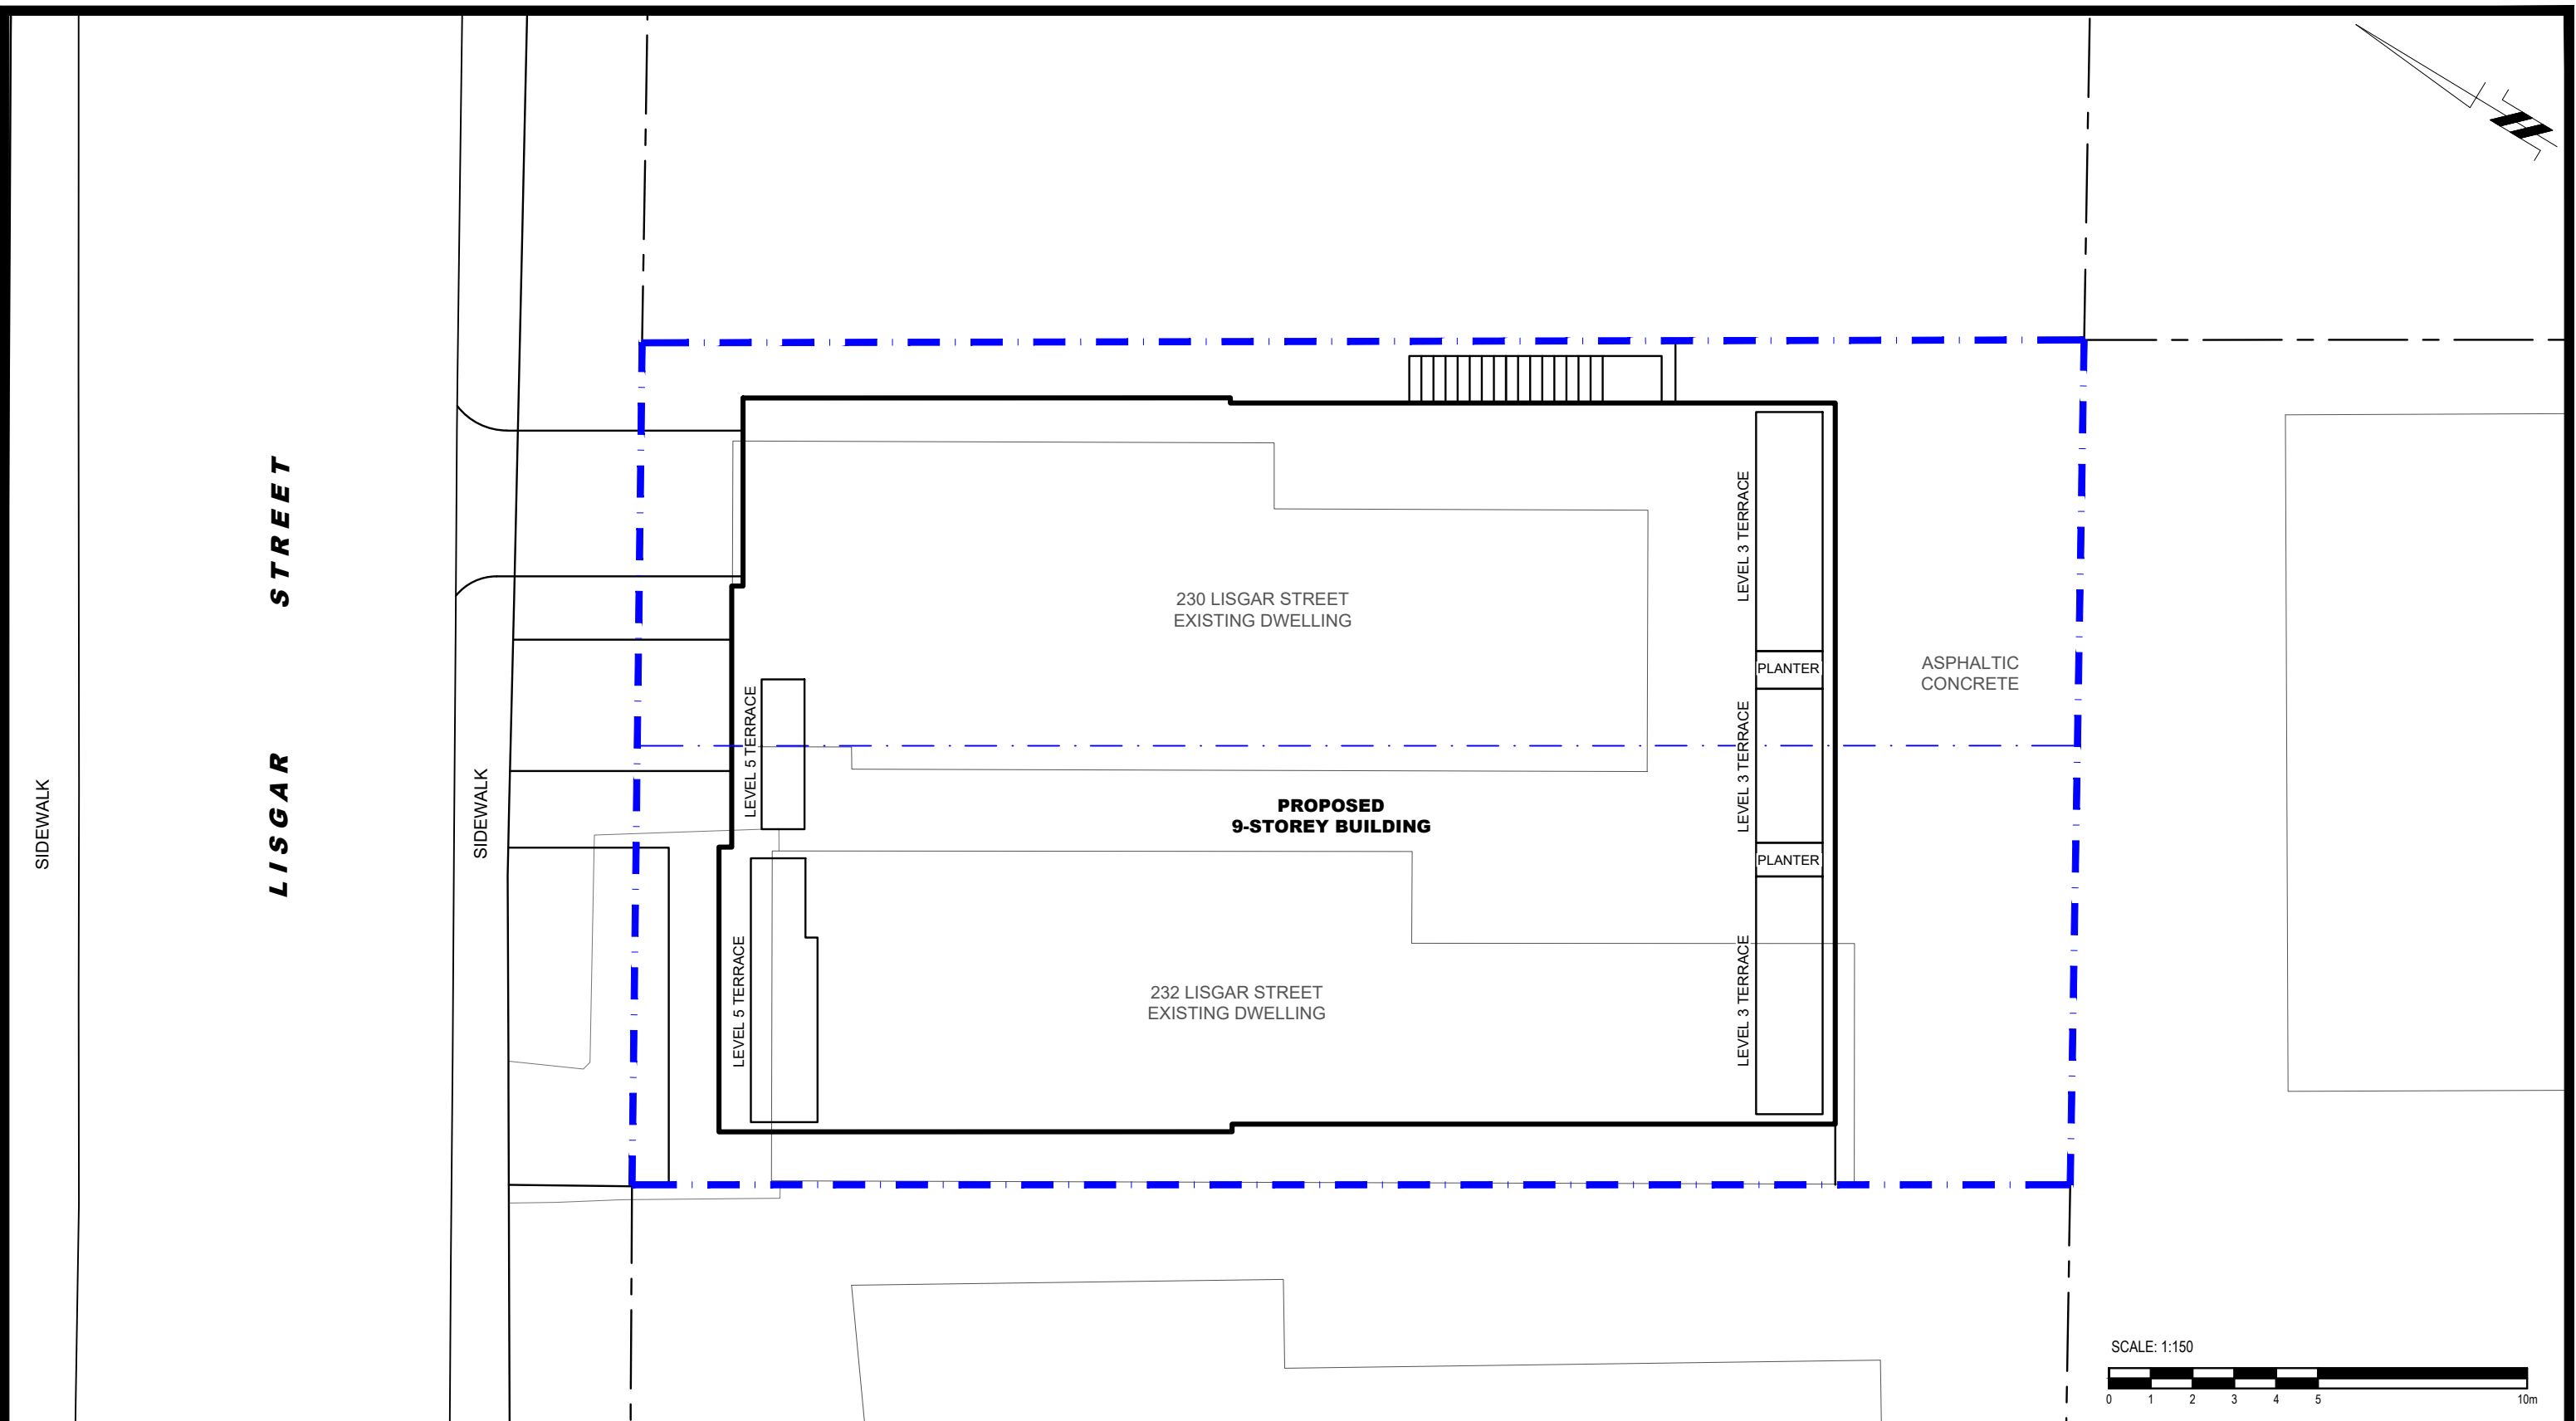 SIDEWALK
LISGAR STREET
SIDEWALK
230 LISGAR STREET
EXISTING DWELLING
LEVEL 3 TERRACE
PLANTER
ASPHALTIC
CONCRETE
LEVEL 5 TERRACE
LEVEL 3 TERRACE
PROPOSED
9-STOREY BUILDING
PLANTER
LEVEL 5 TERRACE
232 LISGAR STREET
EXISTING DWELLING
LEVEL 3 TERRACE
SCALE: 1:150
0 1 2 3 4 5 10m